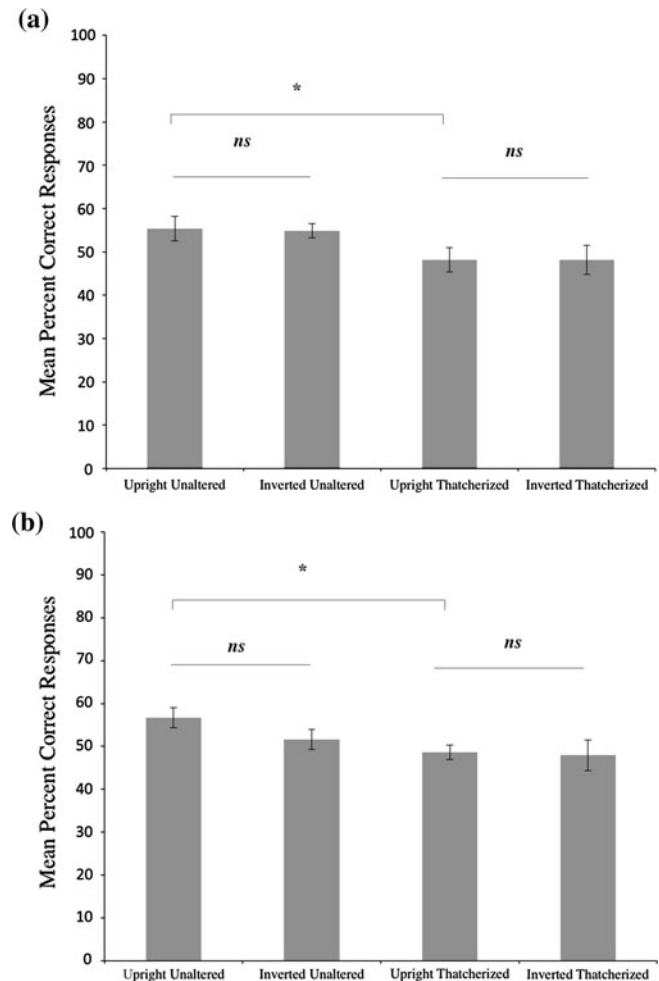 (a)
100
90
80
70
60
50
40
30
20
10
0
Mean Percent Correct Responses
*
ns
ns
Upright Unaltered Inverted Unaltered Upright Thatcherized Inverted Thatcherized
(b)
100
90
80
70
60
50
40
30
20
10
0
Mean Percent Correct Responses
*
ns
ns
Upright Unaltered Inverted Unaltered Upright Thatcherized Inverted Thatcherized